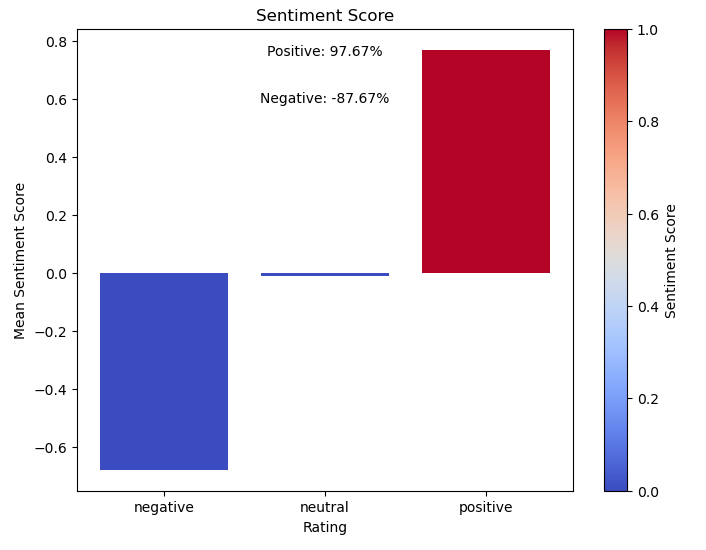 Sentiment Score
Positive: 97.67%
Negative: -87.67%
Mean Sentiment Score
0.8
0.6
0.4
0.2
0.0
−0.2
−0.4
−0.6
negative
neutral
positive
Rating
1.0
0.8
0.6
0.4
0.2
0.0
Sentiment Score